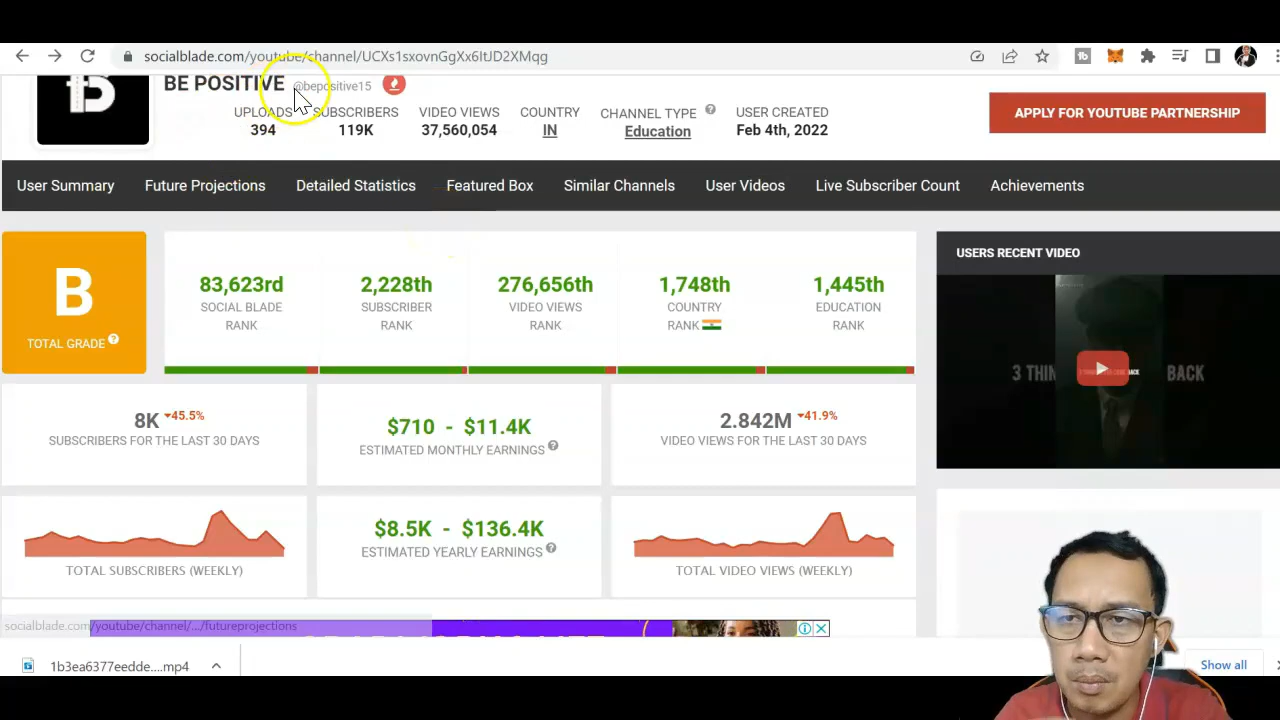 socialblade.com/youtube/channel/UCXs1sxovnGgXx6ItJD2XMqg
BE POSITIVE @bepositive15
UPLOADS SUBSCRIBERS VIDEO VIEWS COUNTRY CHANNEL TYPE USER CREATED
394 119K 37,560,054 IN Education Feb 4th, 2022
APPLY FOR YOUTUBE PARTNERSHIP
User Summary Future Projections Detailed Statistics Featured Box Similar Channels User Videos Live Subscriber Count Achievements
B
TOTAL GRADE
83,623rd 2,228th 276,656th 1,748th 1,445th
SOCIAL BLADE SUBSCRIBER VIDEO VIEWS COUNTRY EDUCATION
RANK RANK RANK RANK RANK
USERS RECENT VIDEO
3 THIN BACK
8K 45.5%
SUBSCRIBERS FOR THE LAST 30 DAYS
$710 - $11.4K
ESTIMATED MONTHLY EARNINGS
2.842M 41.9%
VIDEO VIEWS FOR THE LAST 30 DAYS
TOTAL SUBSCRIBERS (WEEKLY)
$8.5K - $136.4K
ESTIMATED YEARLY EARNINGS
TOTAL VIDEO VIEWS (WEEKLY)
socialblade.com/youtube/channel/.../futureprojections
1b3ea6377eedde....mp4
Show all